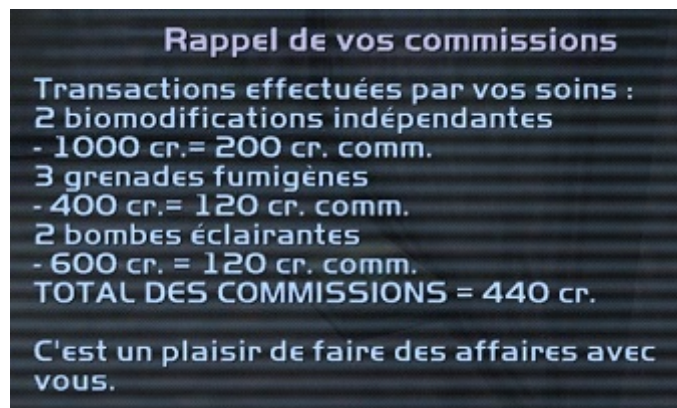 Rappel de vos commissions
Transactions effectuées par vos soins :
2 biomodifications indépendantes
- 1000 cr.= 200 cr. comm.
3 grenades fumigènes
- 400 cr.= 120 cr. comm.
2 bombes éclairantes
- 600 cr. = 120 cr. comm.
TOTAL DES COMMISSIONS = 440 cr.
C'est un plaisir de faire des affaires avec
vous.